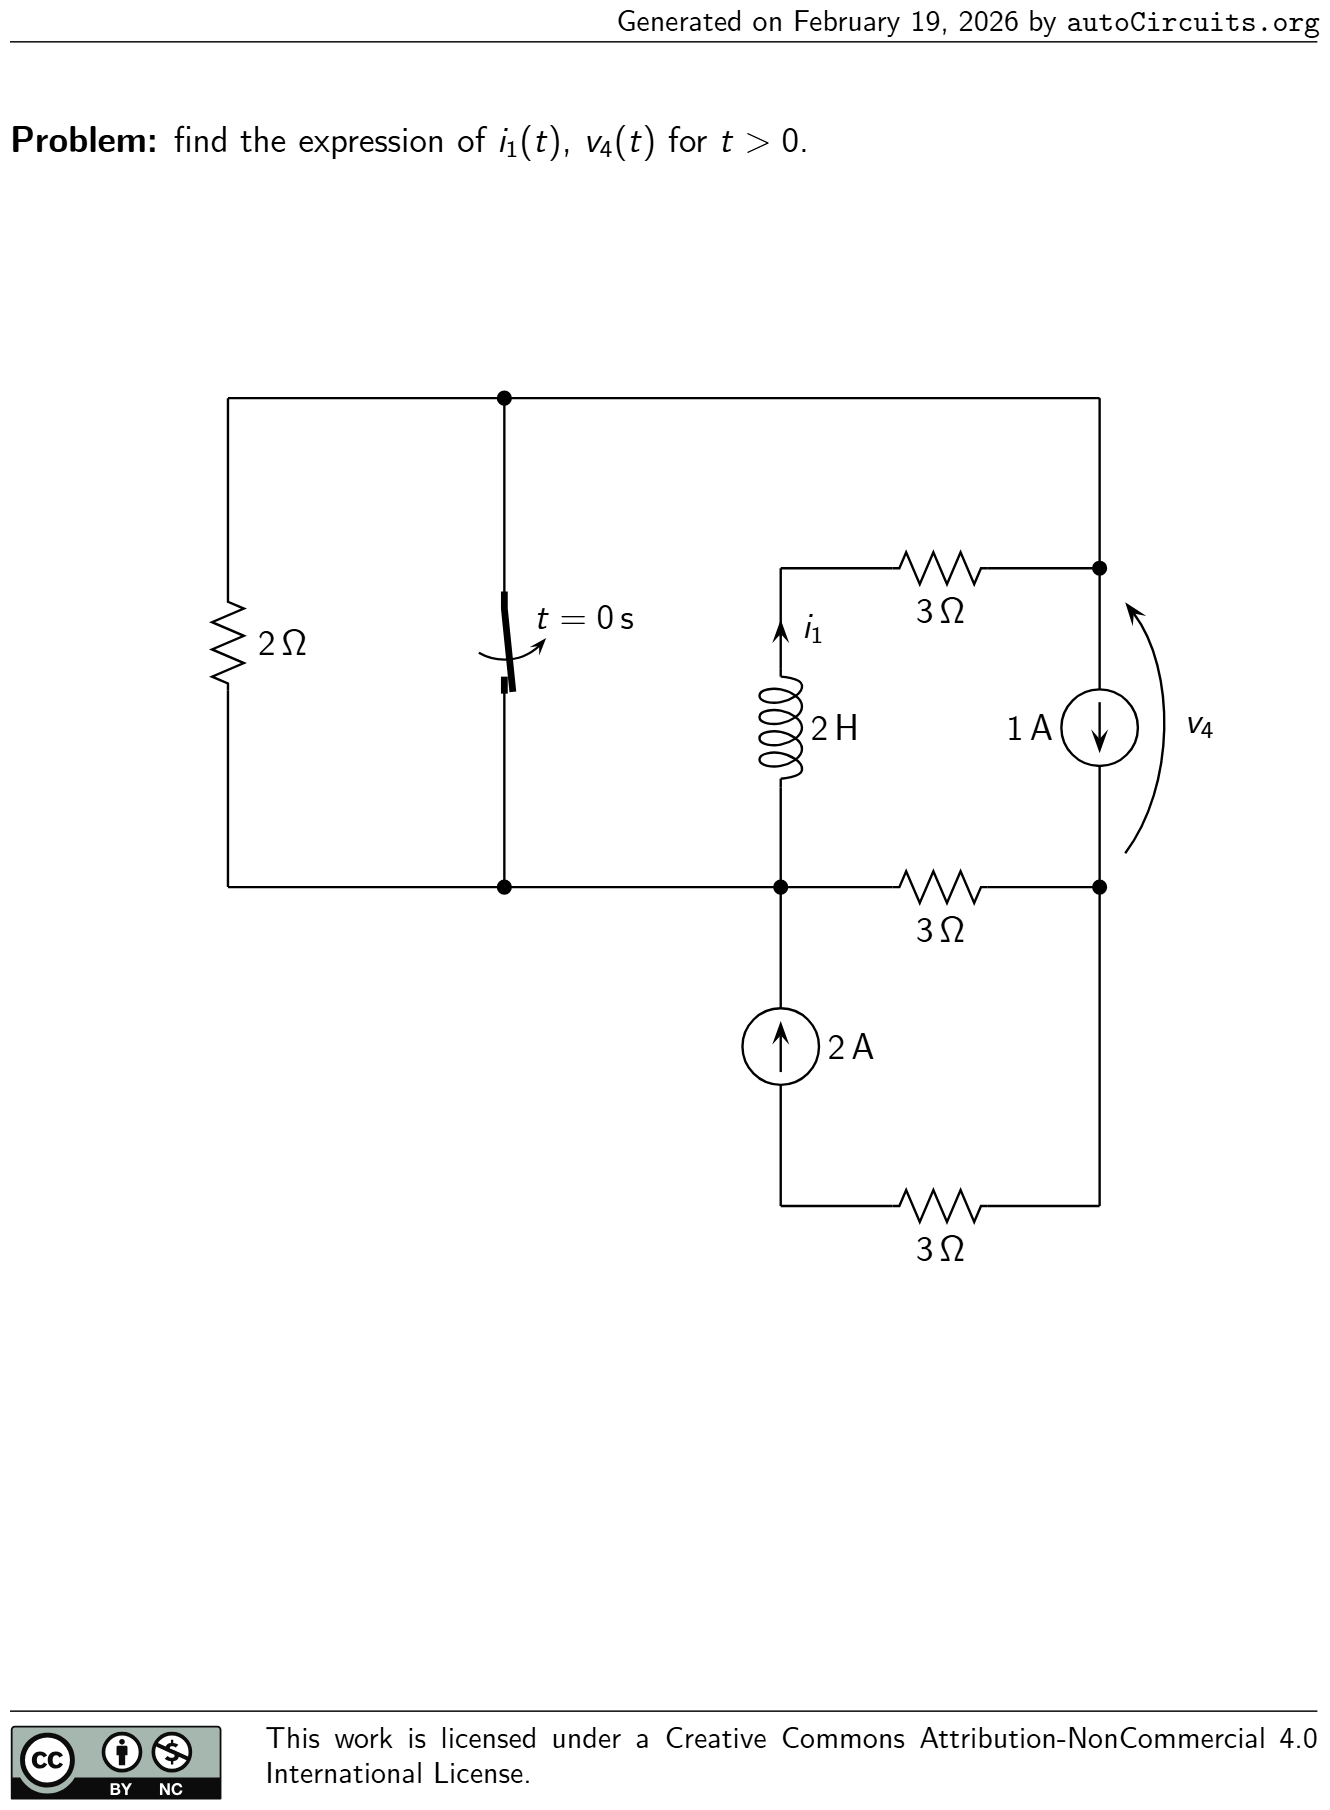 Generated on February 19, 2026 by autoCircuits.org
Problem: find the expression of i₁(t), v₄(t) for t > 0.
2 Ω
t = 0 s
3 Ω
i₁
2 H
1 A
v₄
3 Ω
2 A
3 Ω
This work is licensed under a Creative Commons Attribution-NonCommercial 4.0
International License.
cc
BY NC